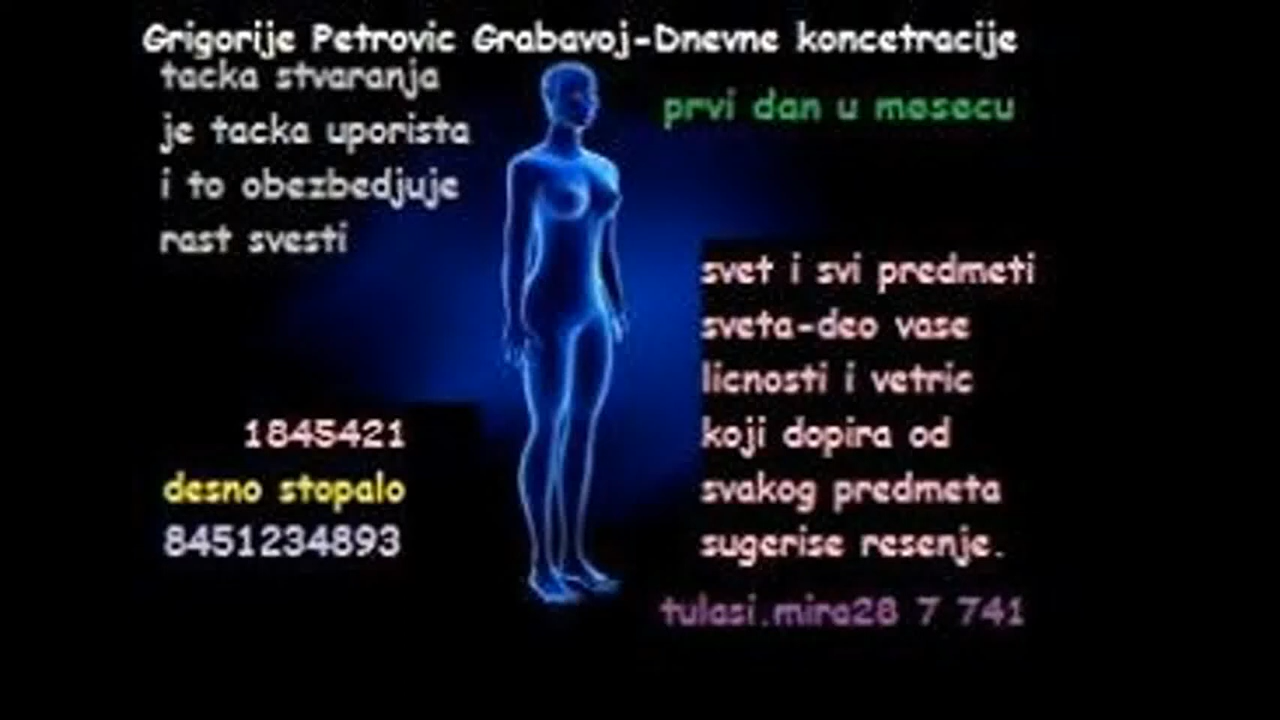 Grigorije Petrovic Grabavoj-Dnevne koncetracije
tacka stvaranja
je tacka uporista
i to obezbedjuje
rast svesti
prvi dan u mesecu
1845421
desno stopalo
8451234893
svet i svi predmeti
sveta-deo vase
licnosti i vetric
koji dopira od
svakog predmeta
sugerise resenje.
tulasi.mira28 7 741